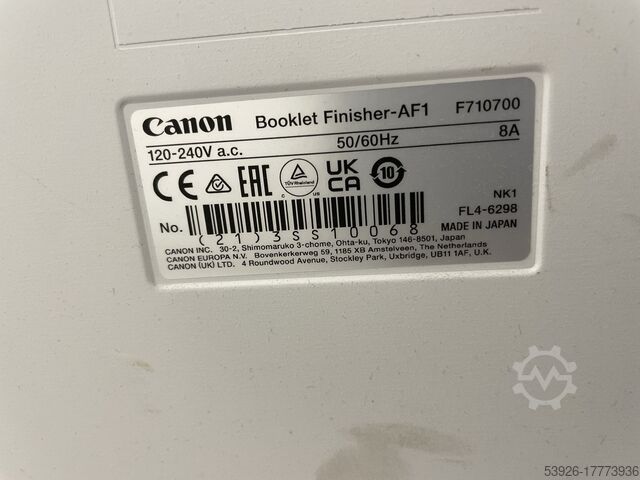 Canon Booklet Finisher-AF1 F710700
120-240V a.c. 50/60Hz 8A
CE EAC TÜVRheinland C US UK CA 10
NK1
No. (21)3SS10068 FL4-6298
MADE IN JAPAN
CANON INC. 30-2, Shimomaruko 3-chome, Ohta-ku, Tokyo 146-8501, Japan
CANON EUROPA N.V. Bovenkerkerweg 59, 1185 XB Amstelveen, The Netherlands
CANON (UK) LTD. 4 Roundwood Avenue, Stockley Park, Uxbridge, UB11 1AF, U.K.
53926-17773936